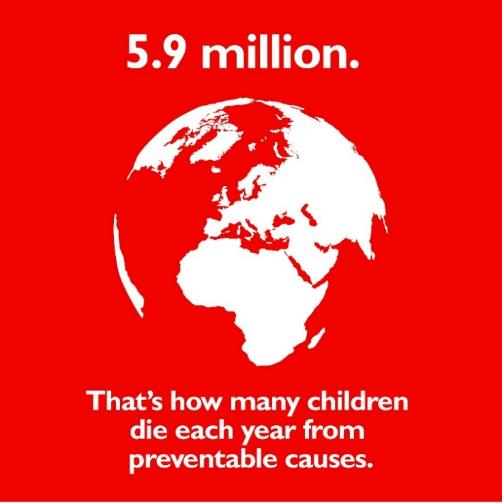 5.9 million.
That's how many children
die each year from
preventable causes.